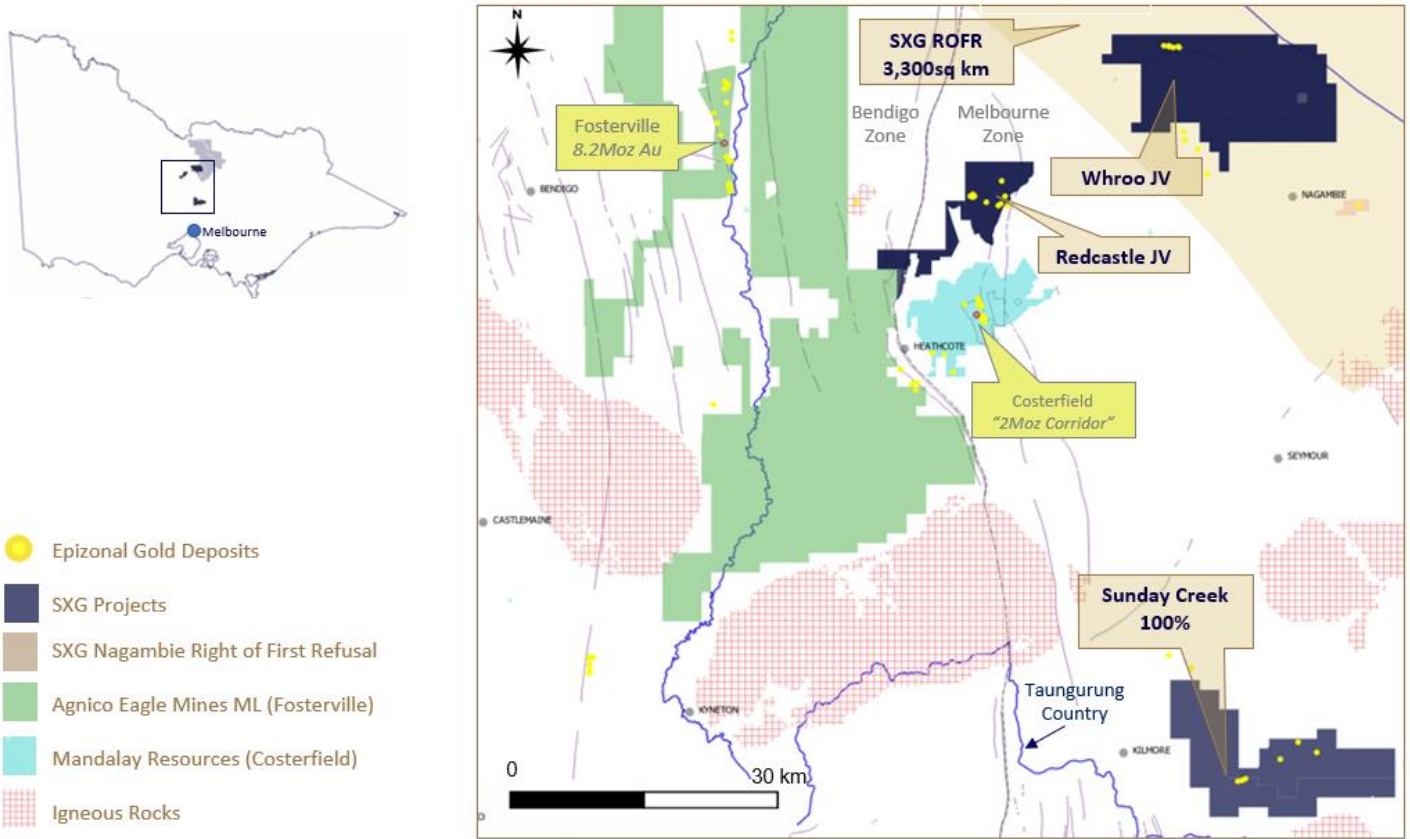 Melbourne
Epizonal Gold Deposits
SXG Projects
SXG Nagambie Right of First Refusal
Agnico Eagle Mines ML (Fosterville)
Mandalay Resources (Costerfield)
Igneous Rocks
N
SXG ROFR
3,300sq km
Bendigo
Zone
Melbourne
Zone
Fosterville
8.2Moz Au
BENDIGO
Whroo JV
NAGAMBIE
Redcastle JV
HEATHCOTE
Costerfield
“2Moz Corridor”
SEYMOUR
CASTLEMAINE
Sunday Creek
100%
Taungurung
Country
KYNETON
KILMORE
0
30 km